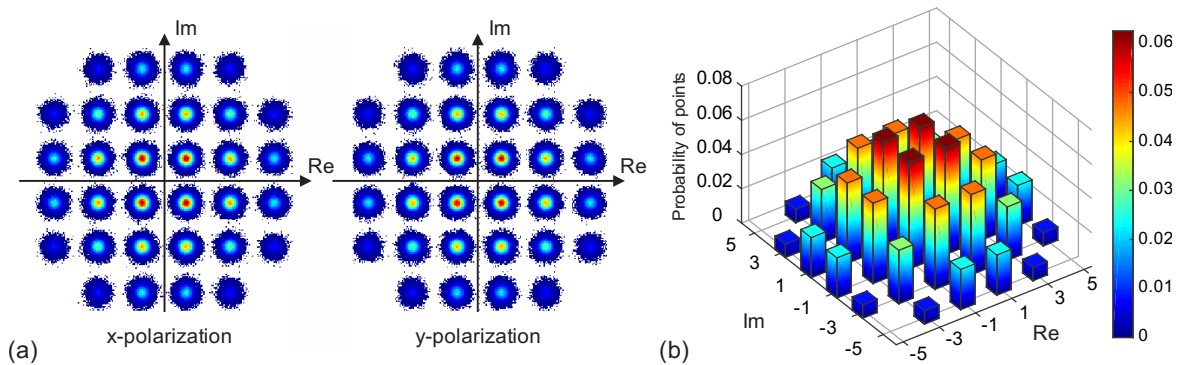 (a)
Im
Re
x-polarization
Im
Re
y-polarization
(b)
Probability of points
0.08
0.06
0.04
0.02
0
5
3
1
-1
-3
-5
Im
-5
-3
-1
1
3
5
Re
0.06
0.05
0.04
0.03
0.02
0.01
0